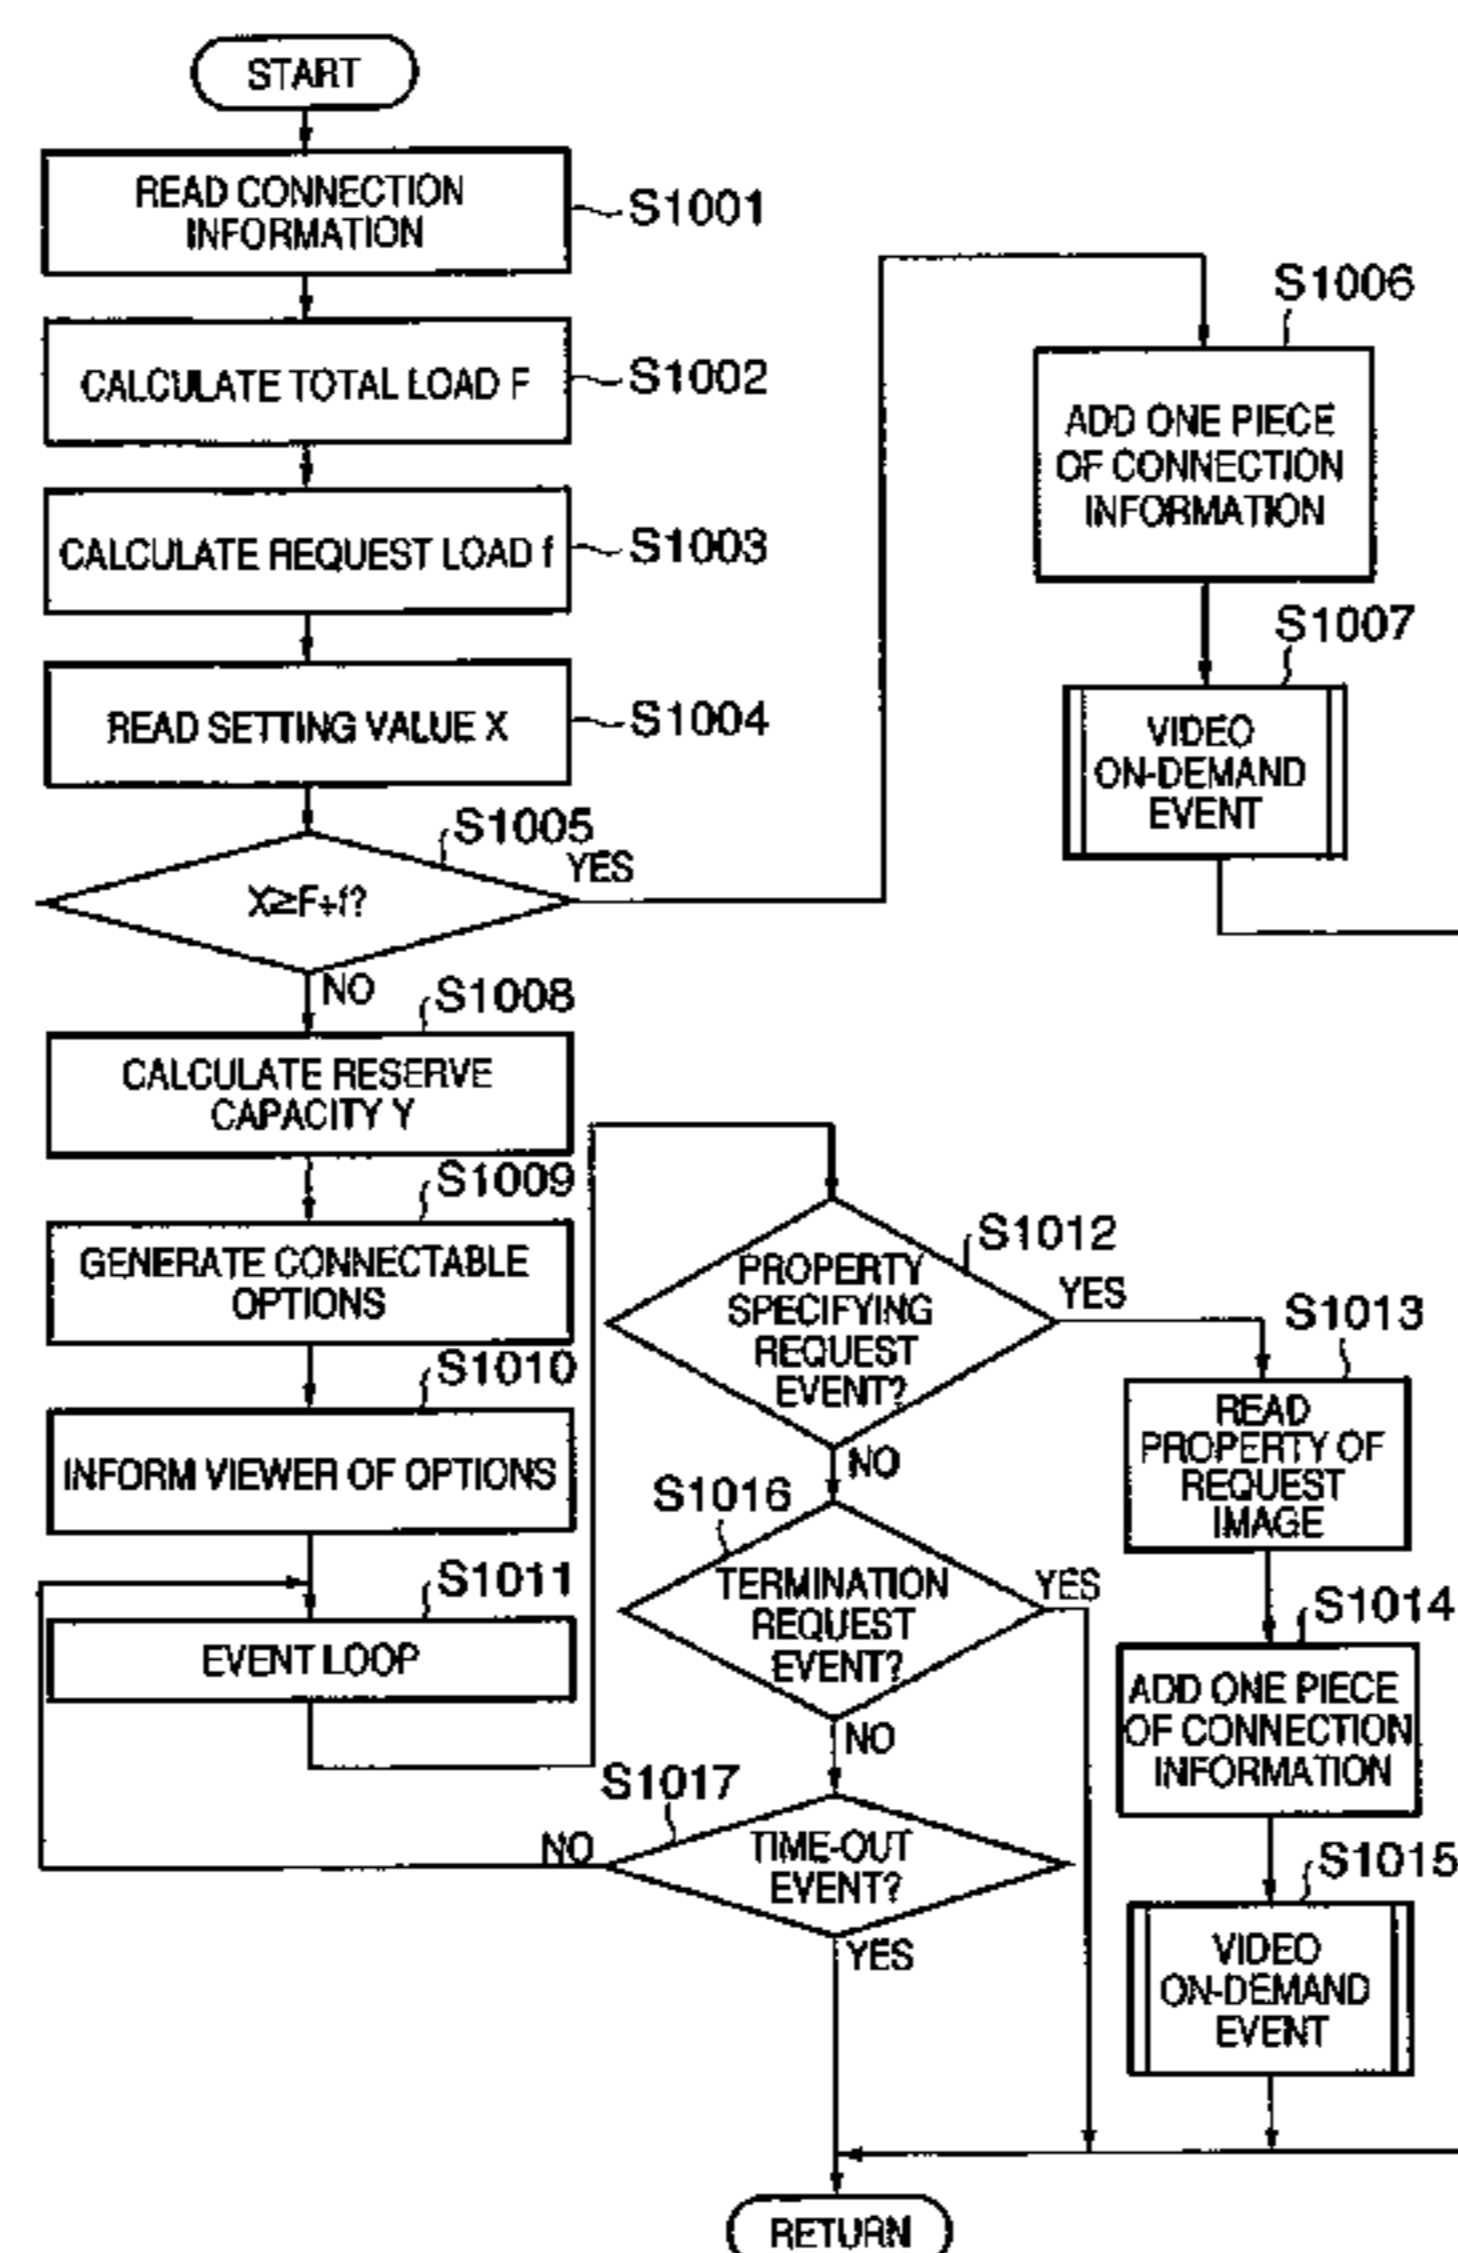 START
READ CONNECTION
INFORMATION
S1001
CALCULATE TOTAL LOAD F
S1002
CALCULATE REQUEST LOAD f
S1003
READ SETTING VALUE X
S1004
X≥F+f?
S1005
YES
NO
S1006
ADD ONE PIECE
OF CONNECTION
INFORMATION
S1007
VIDEO
ON-DEMAND
EVENT
S1008
CALCULATE RESERVE
CAPACITY Y
S1009
GENERATE CONNECTABLE
OPTIONS
S1010
INFORM VIEWER OF OPTIONS
S1011
EVENT LOOP
S1012
PROPERTY
SPECIFYING
REQUEST
EVENT?
YES
NO
S1013
READ
PROPERTY OF
REQUEST
IMAGE
S1014
ADD ONE PIECE
OF CONNECTION
INFORMATION
S1015
VIDEO
ON-DEMAND
EVENT
S1016
TERMINATION
REQUEST
EVENT?
YES
NO
S1017
TIME-OUT
EVENT?
NO
YES
RETURN